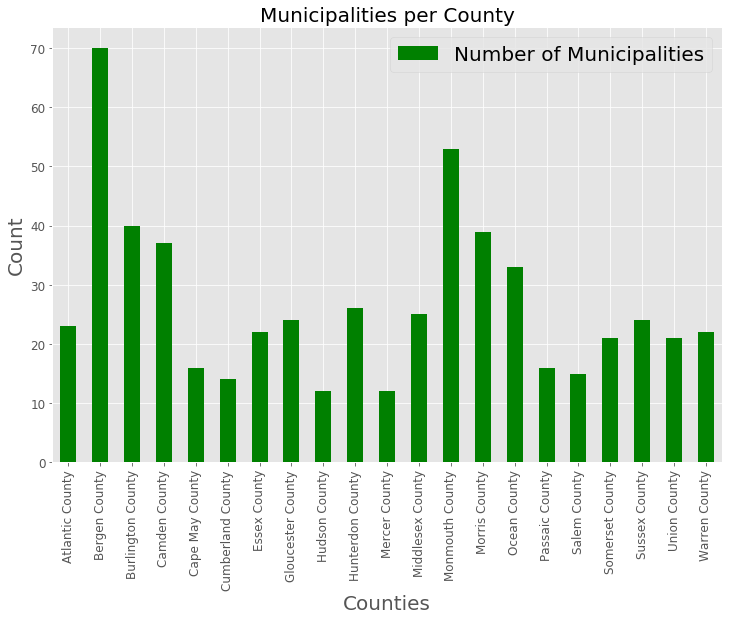 Municipalities per County
Number of Municipalities
Count
70
60
50
40
30
20
10
0
Atlantic County
Bergen County
Burlington County
Camden County
Cape May County
Cumberland County
Essex County
Gloucester County
Hudson County
Hunterdon County
Mercer County
Middlesex County
Monmouth County
Morris County
Ocean County
Passaic County
Salem County
Somerset County
Sussex County
Union County
Warren County
Counties